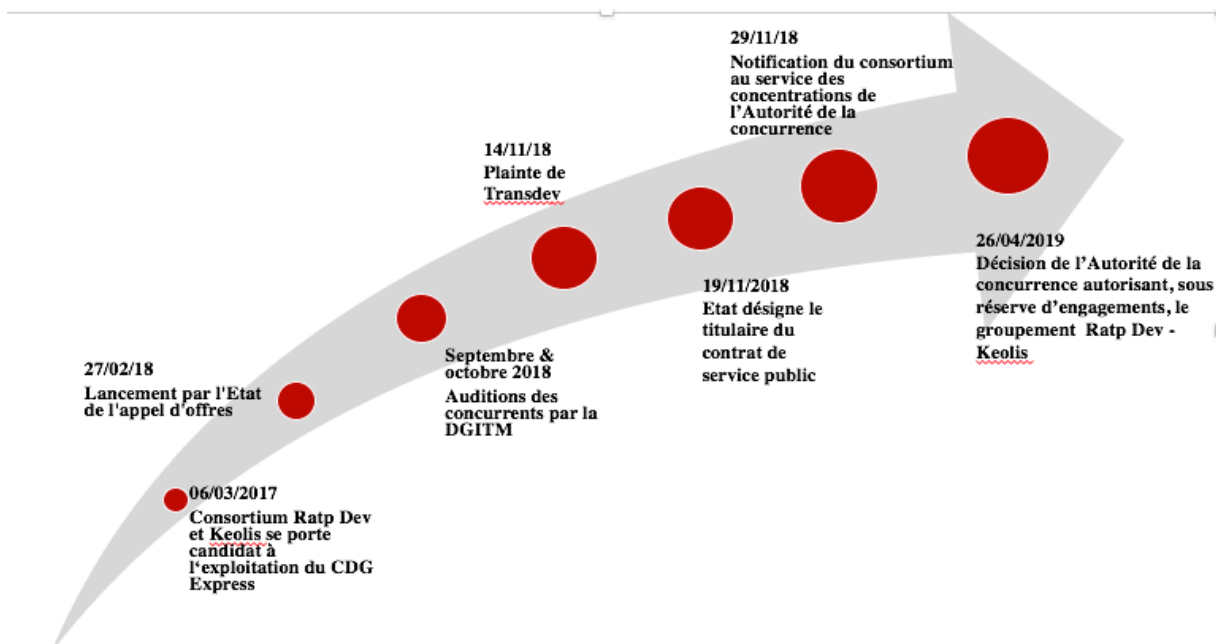 06/03/2017
Consortium Ratp Dev
et Keolis se porte
candidat à
l'exploitation du CDG
Express
27/02/18
Lancement par l'Etat
de l'appel d'offres
Septembre &
octobre 2018
Auditions des
concurrents par la
DGITM
14/11/18
Plainte de
Transdev
19/11/2018
Etat désigne le
titulaire du
contrat de
service public
29/11/18
Notification du consortium
au service des
concentrations de
l'Autorité de la
concurrence
26/04/2019
Décision de l'Autorité de la
concurrence autorisant, sous
réserve d'engagements, le
groupement Ratp Dev -
Keolis